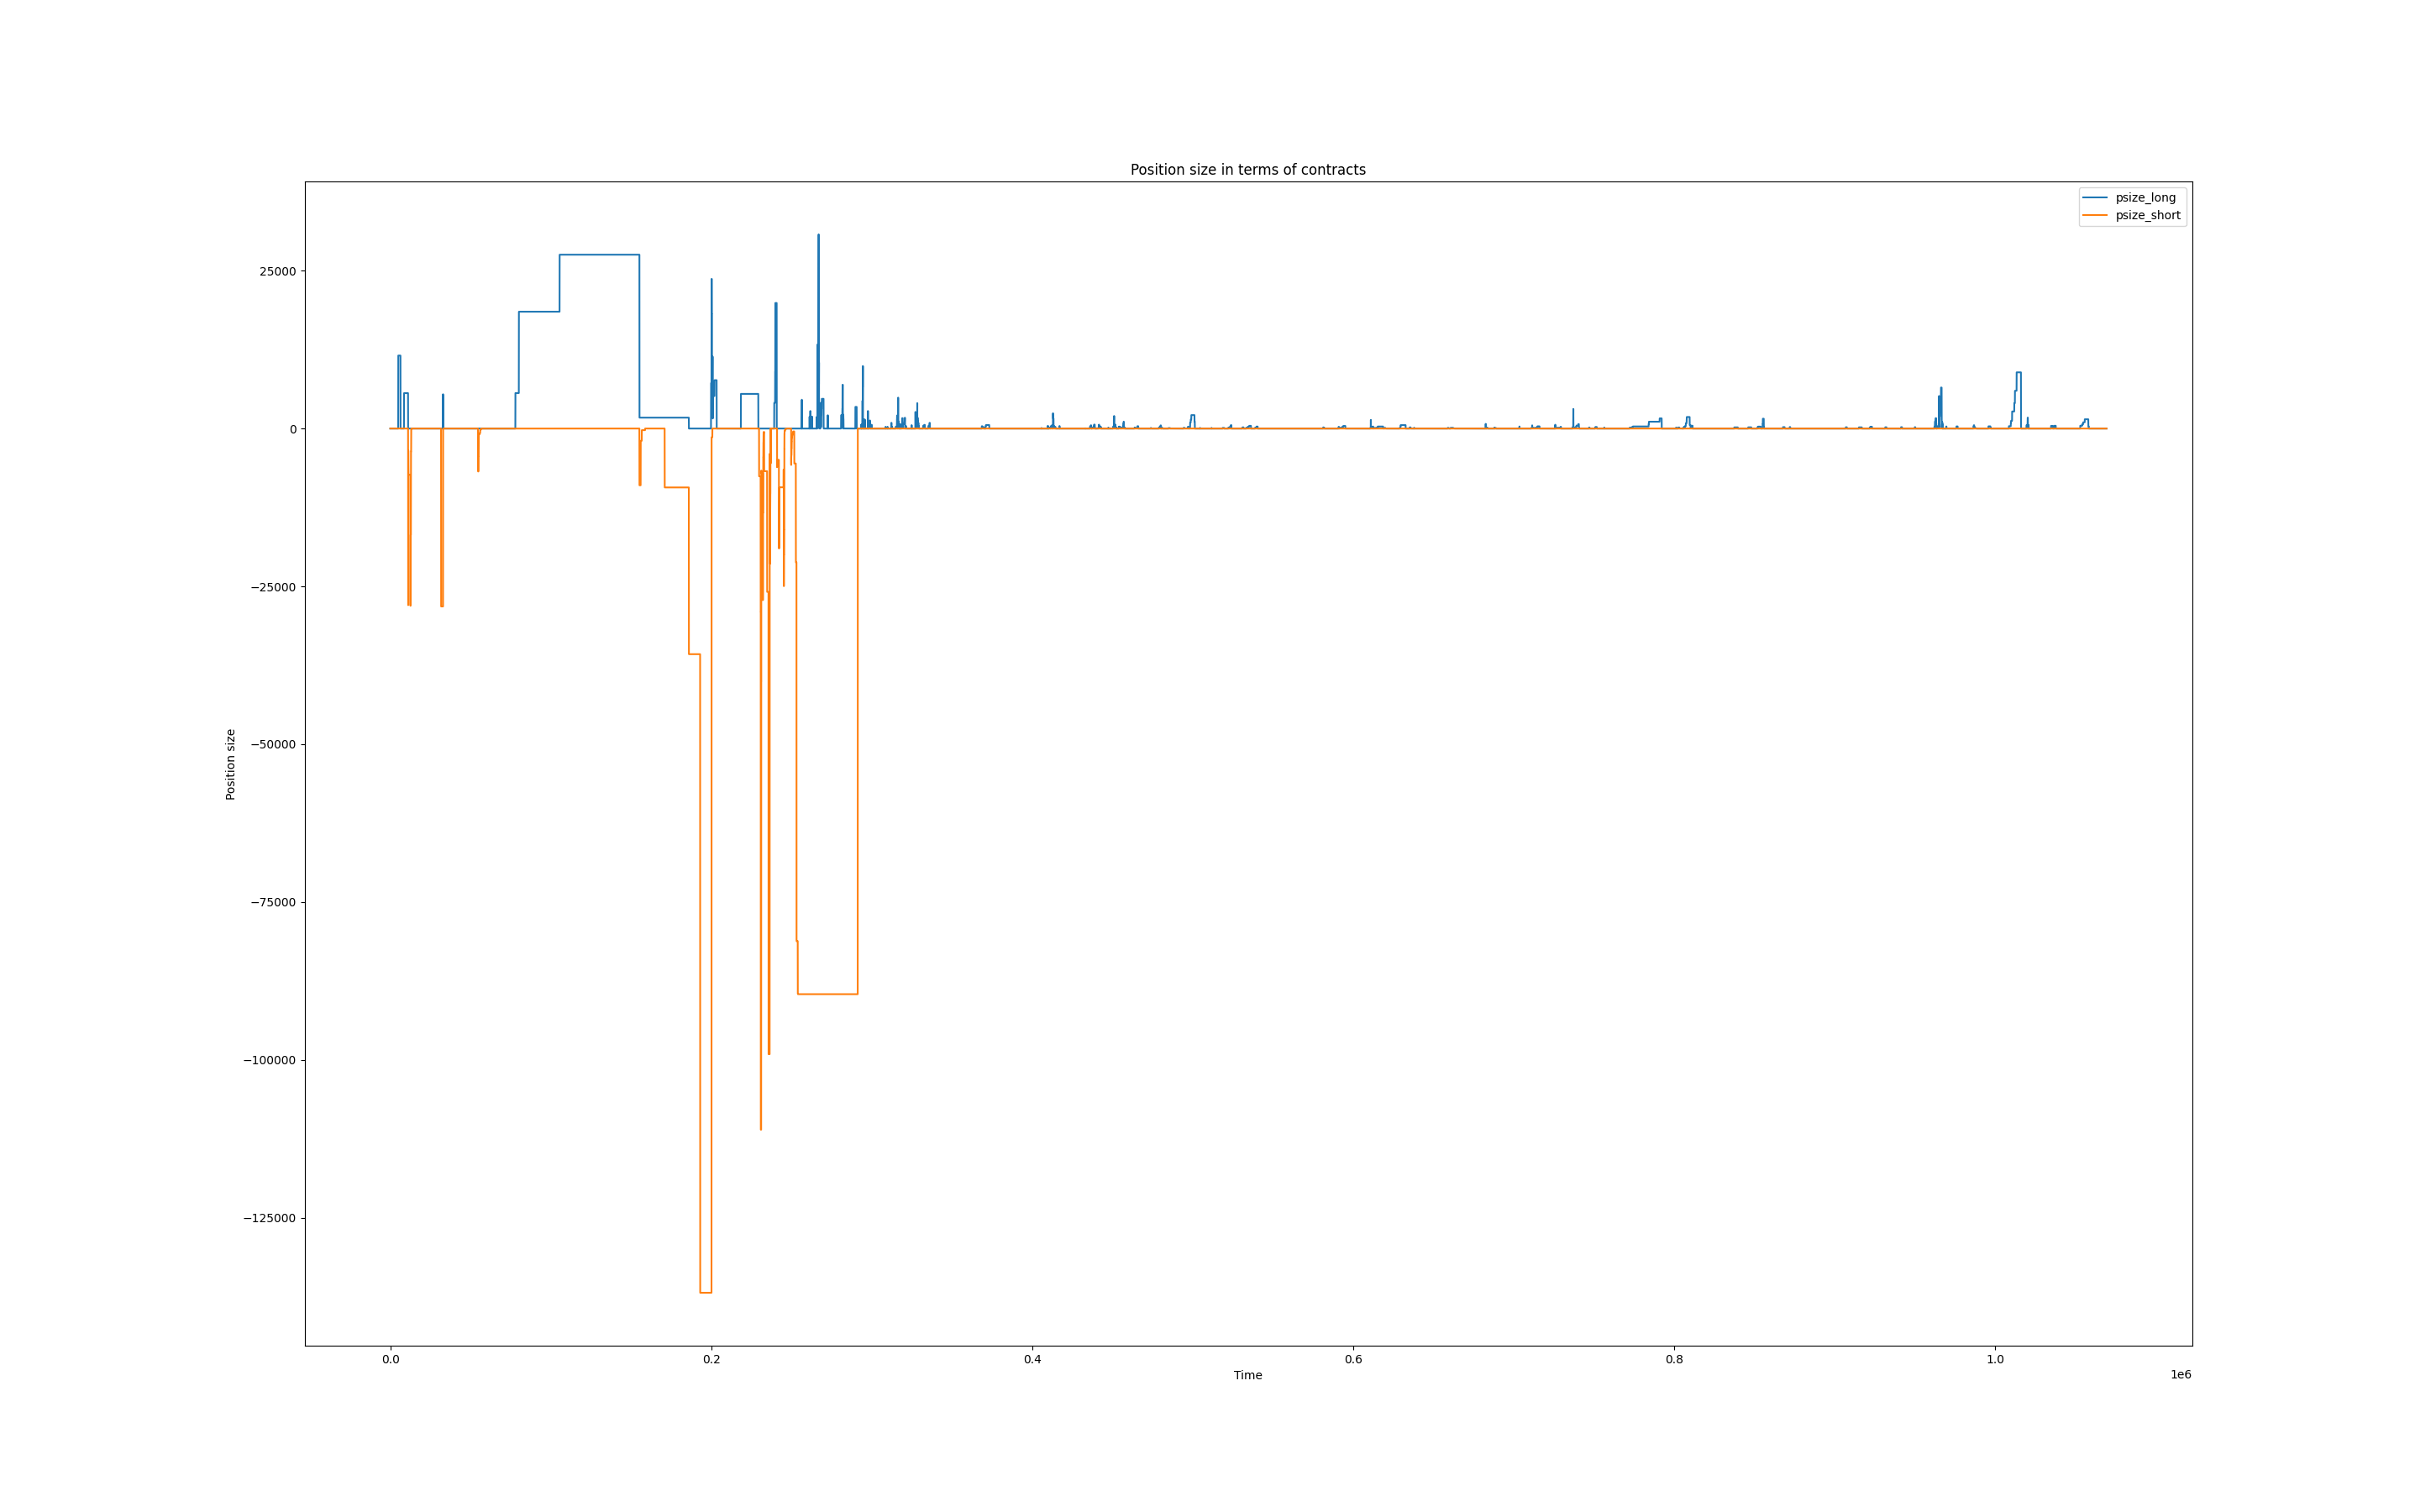 Position size in terms of contracts
psize_long
psize_short
25000
0
−25000
−50000
−75000
−100000
−125000
Position size
0.0
0.2
0.4
0.6
0.8
1.0
1e6
Time